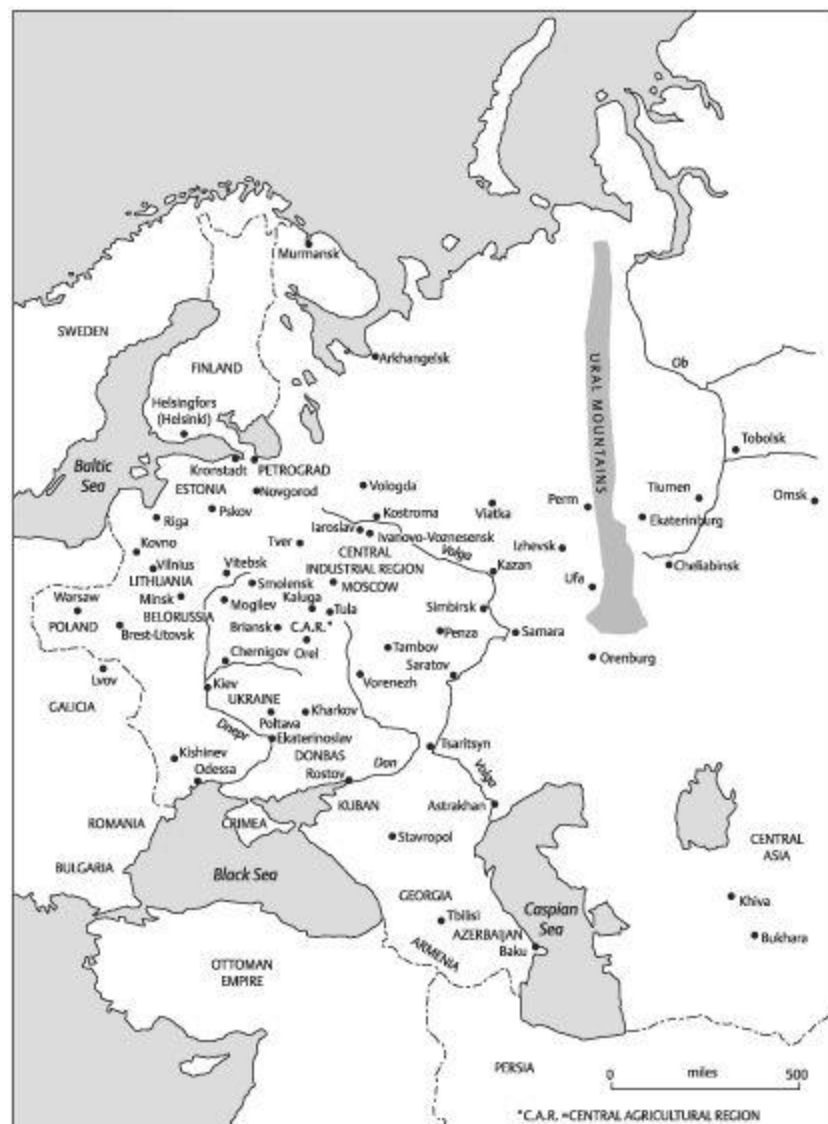 Murmansk
SWEDEN
Arkhangelsk
FINLAND
Ob
URAL MOUNTAINS
Helsingfors
(Helsinki)
Tobolsk
Baltic
Sea
Kronstadt
PETROGRAD
ESTONIA
Novgorod
Vologda
Tiumen
Omsk
Pskov
Riga
Kostroma
Viatka
Perm
Ekaterinburg
Iaroslav
Ivanovo-Voznesensk
Kovno
Tver
CENTRAL
INDUSTRIAL REGION
Volga
Izhevsk
Vilnius
Vitebsk
Kazan
Cheliabinsk
LITHUANIA
Smolensk
MOSCOW
Ufa
Warsaw
Minsk
Mogilev
Kaluga
Tula
Simbirsk
POLAND
BELORUSSIA
Brest-Litovsk
Briansk
C.A.R.*
Orel
Penza
Samara
Tambov
Chernigov
Saratov
Orenburg
Lvov
Vorenezh
Kiev
GALICIA
UKRAINE
Poltava
Kharkov
Dnepr
Ekaterinoslav
Tsaritsyn
Kishinev
DONBAS
Don
Odessa
Rostov
Volga
ROMANIA
CRIMEA
KUBAN
Astrakhan
Stavropol
CENTRAL
ASIA
BULGARIA
Black Sea
GEORGIA
Khiva
Tbilisi
Caspian
Sea
AZERBAIJAN
Baku
Bukhara
ARMENIA
OTTOMAN
EMPIRE
PERSIA
0 miles 500
*C.A.R. =CENTRAL AGRICULTURAL REGION